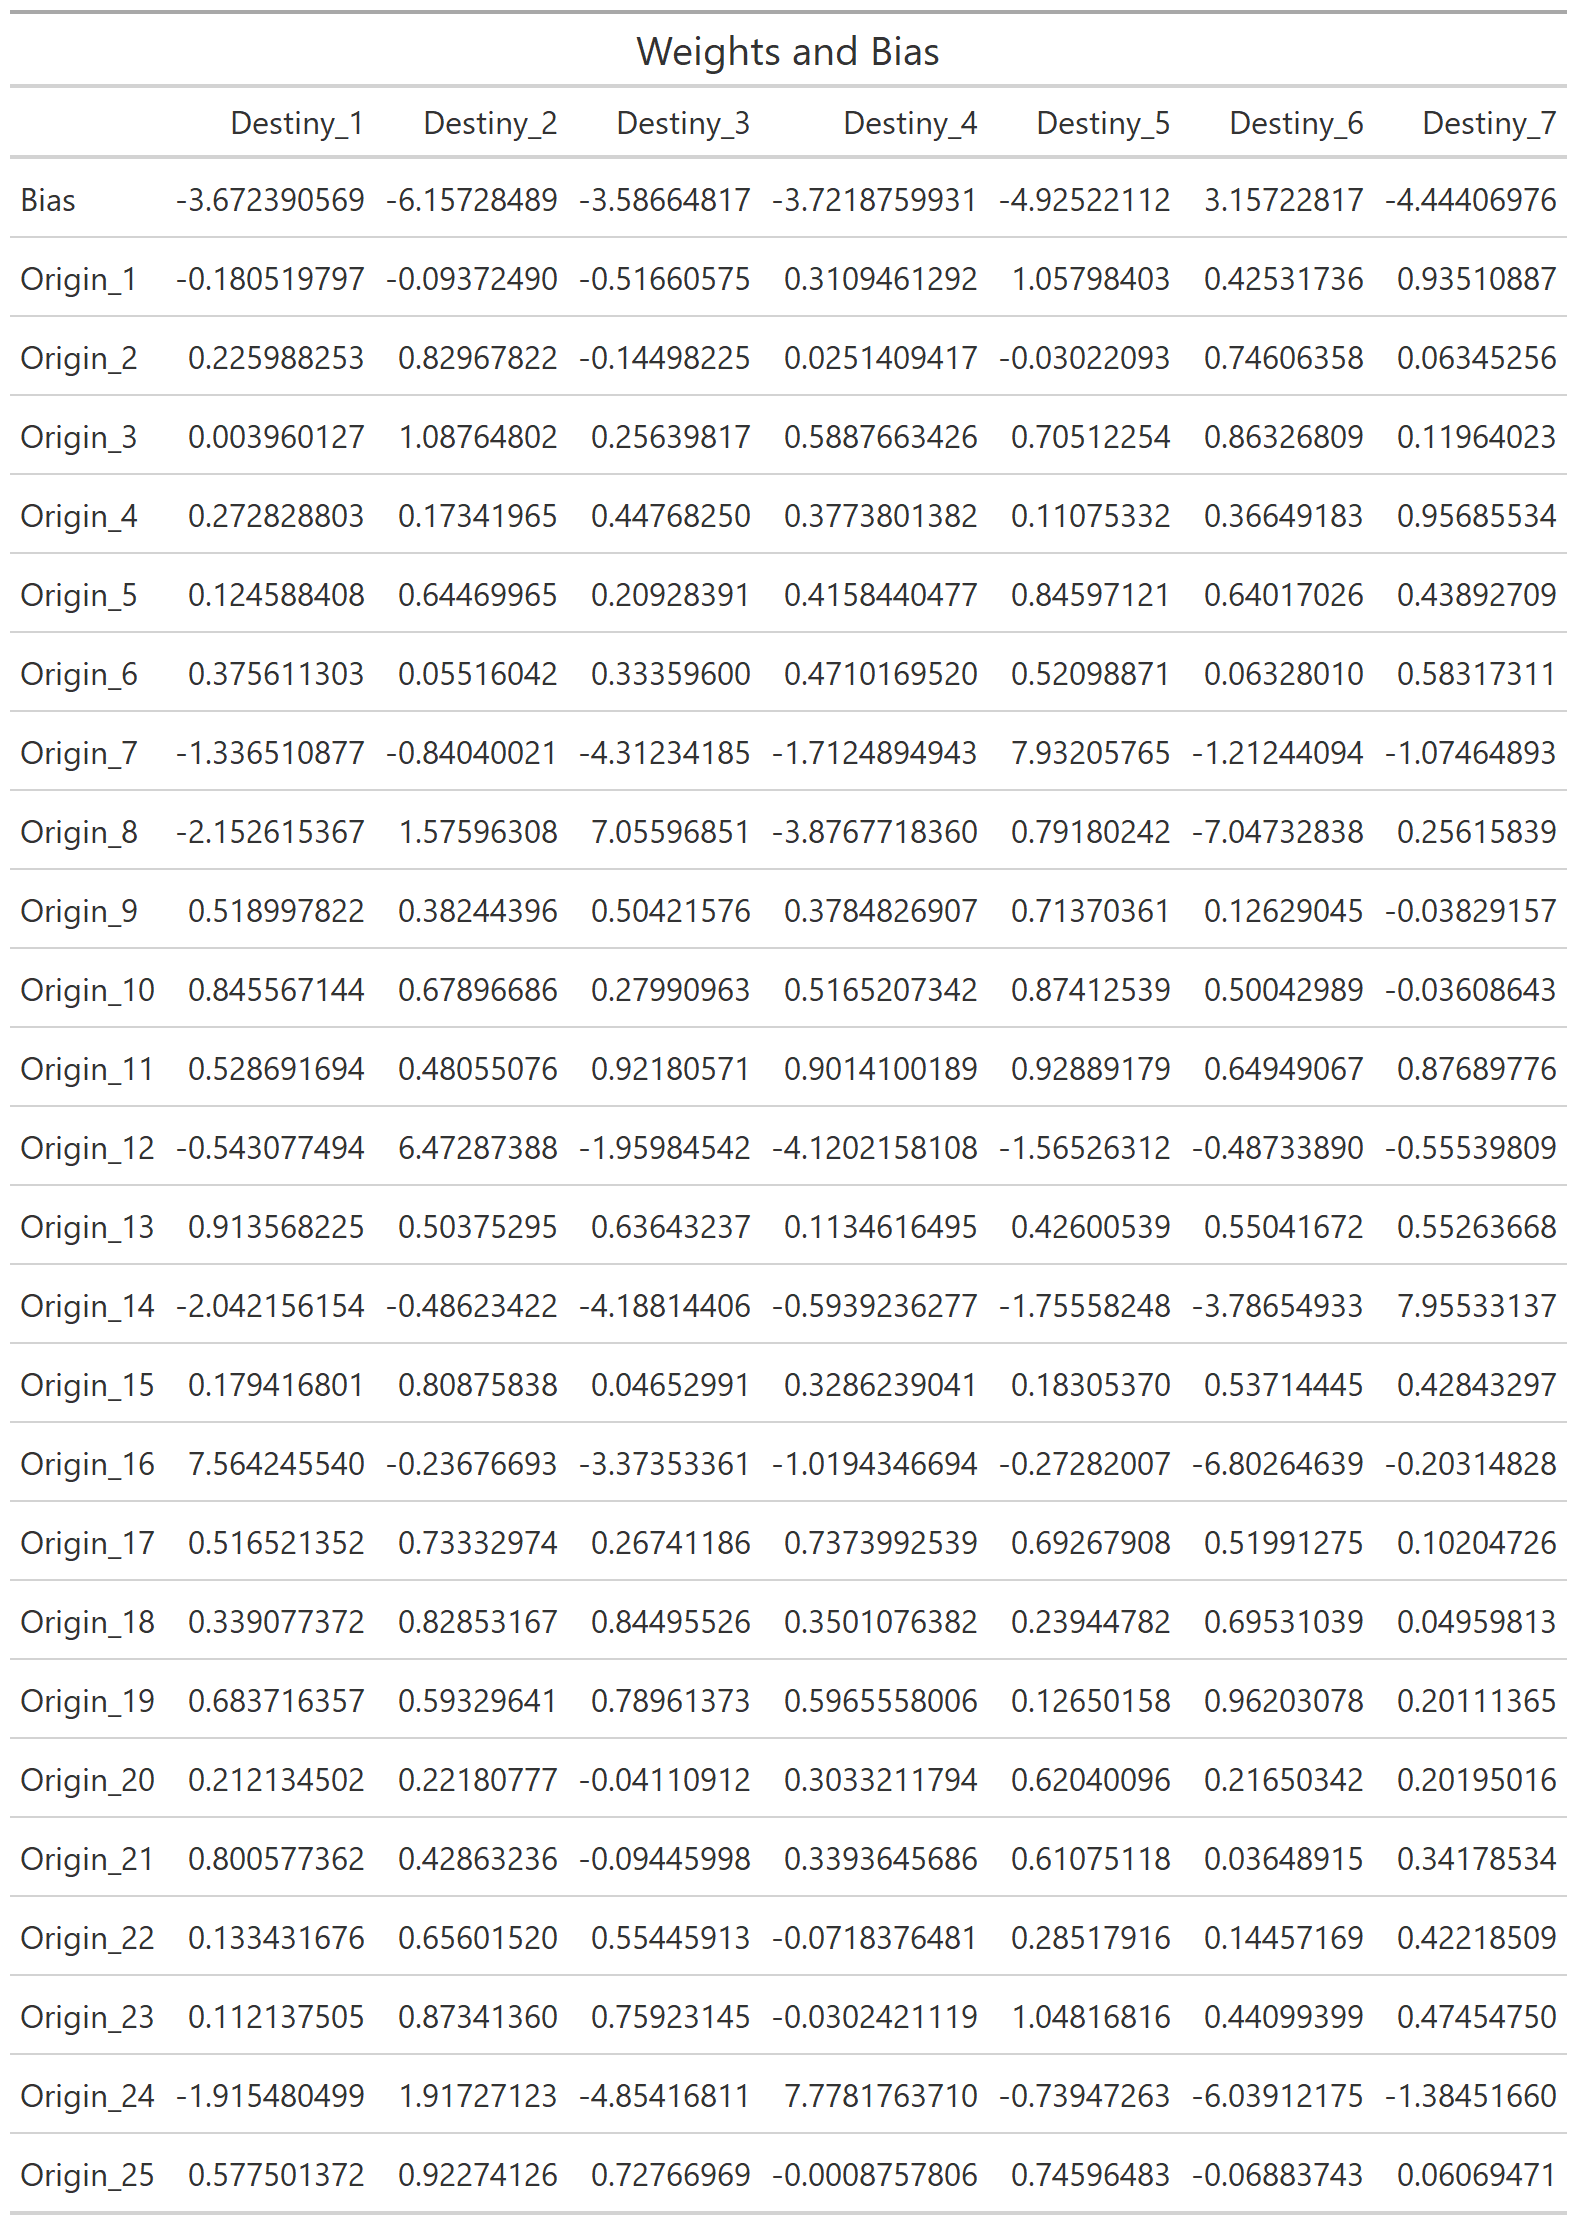 Weights and Bias
Destiny_1 Destiny_2 Destiny_3 Destiny_4 Destiny_5 Destiny_6 Destiny_7
Bias -3.672390569 -6.15728489 -3.58664817 -3.7218759931 -4.92522112 3.15722817 -4.44406976
Origin_1 -0.180519797 -0.09372490 -0.51660575 0.3109461292 1.05798403 0.42531736 0.93510887
Origin_2 0.225988253 0.82967822 -0.14498225 0.0251409417 -0.03022093 0.74606358 0.06345256
Origin_3 0.003960127 1.08764802 0.25639817 0.5887663426 0.70512254 0.86326809 0.11964023
Origin_4 0.272828803 0.17341965 0.44768250 0.3773801382 0.11075332 0.36649183 0.95685534
Origin_5 0.124588408 0.64469965 0.20928391 0.4158440477 0.84597121 0.64017026 0.43892709
Origin_6 0.375611303 0.05516042 0.33359600 0.4710169520 0.52098871 0.06328010 0.58317311
Origin_7 -1.336510877 -0.84040021 -4.31234185 -1.7124894943 7.93205765 -1.21244094 -1.07464893
Origin_8 -2.152615367 1.57596308 7.05596851 -3.8767718360 0.79180242 -7.04732838 0.25615839
Origin_9 0.518997822 0.38244396 0.50421576 0.3784826907 0.71370361 0.12629045 -0.03829157
Origin_10 0.845567144 0.67896686 0.27990963 0.5165207342 0.87412539 0.50042989 -0.03608643
Origin_11 0.528691694 0.48055076 0.92180571 0.9014100189 0.92889179 0.64949067 0.87689776
Origin_12 -0.543077494 6.47287388 -1.95984542 -4.1202158108 -1.56526312 -0.48733890 -0.55539809
Origin_13 0.913568225 0.50375295 0.63643237 0.1134616495 0.42600539 0.55041672 0.55263668
Origin_14 -2.042156154 -0.48623422 -4.18814406 -0.5939236277 -1.75558248 -3.78654933 7.95533137
Origin_15 0.179416801 0.80875838 0.04652991 0.3286239041 0.18305370 0.53714445 0.42843297
Origin_16 7.564245540 -0.23676693 -3.37353361 -1.0194346694 -0.27282007 -6.80264639 -0.20314828
Origin_17 0.516521352 0.73332974 0.26741186 0.7373992539 0.69267908 0.51991275 0.10204726
Origin_18 0.339077372 0.82853167 0.84495526 0.3501076382 0.23944782 0.69531039 0.04959813
Origin_19 0.683716357 0.59329641 0.78961373 0.5965558006 0.12650158 0.96203078 0.20111365
Origin_20 0.212134502 0.22180777 -0.04110912 0.3033211794 0.62040096 0.21650342 0.20195016
Origin_21 0.800577362 0.42863236 -0.09445998 0.3393645686 0.61075118 0.03648915 0.34178534
Origin_22 0.133431676 0.65601520 0.55445913 -0.0718376481 0.28517916 0.14457169 0.42218509
Origin_23 0.112137505 0.87341360 0.75923145 -0.0302421119 1.04816816 0.44099399 0.47454750
Origin_24 -1.915480499 1.91727123 -4.85416811 7.7781763710 -0.73947263 -6.03912175 -1.38451660
Origin_25 0.577501372 0.92274126 0.72766969 -0.0008757806 0.74596483 -0.06883743 0.06069471